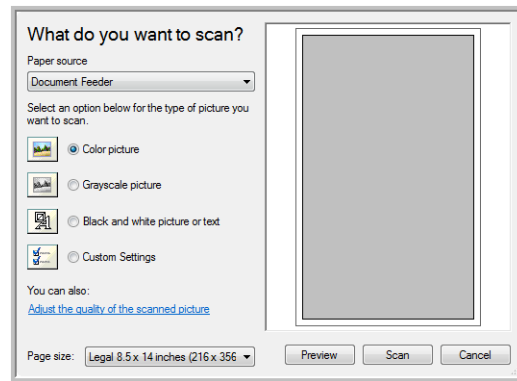 What do you want to scan?
Paper source
Document Feeder
Select an option below for the type of picture you
want to scan.
Color picture
Grayscale picture
Black and white picture or text
Custom Settings
You can also:
Adjust the quality of the scanned picture
Page size: Legal 8.5 x 14 inches (216 x 356
Preview Scan Cancel